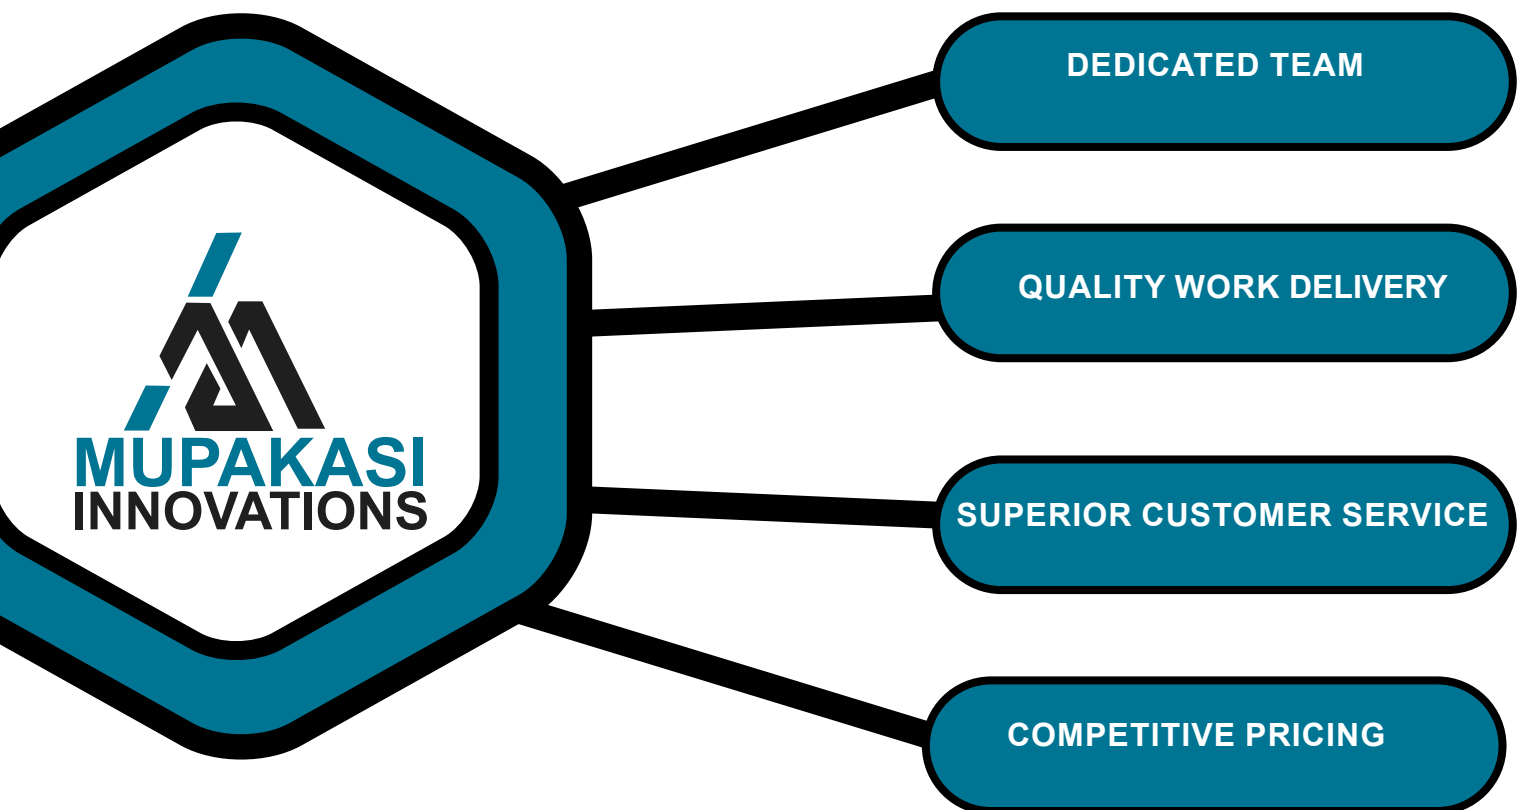 DEDICATED TEAM
QUALITY WORK DELIVERY
MUPAKASI
INNOVATIONS
SUPERIOR CUSTOMER SERVICE
COMPETITIVE PRICING